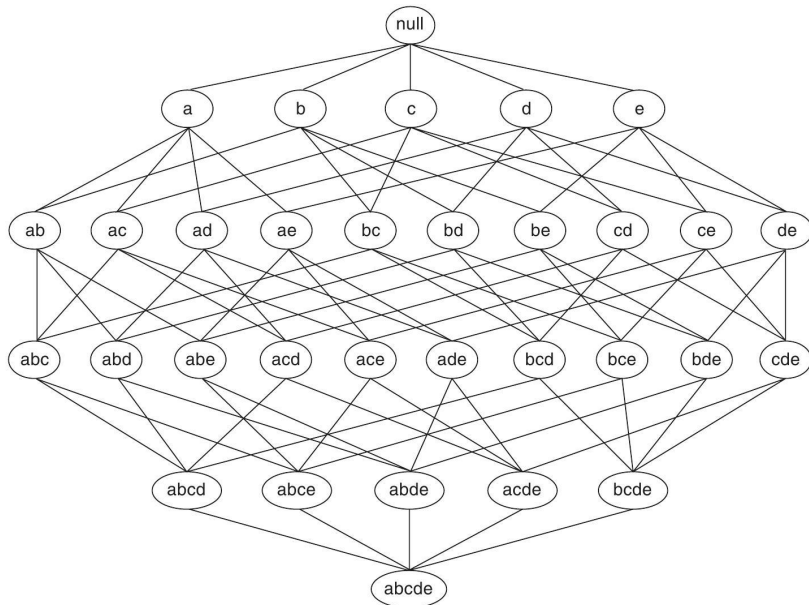 null
a b c d e
ab ac ad ae bc bd be cd ce de
abc abd abe acd ace ade bcd bce bde cde
abcd abce abde acde bcde
abcde